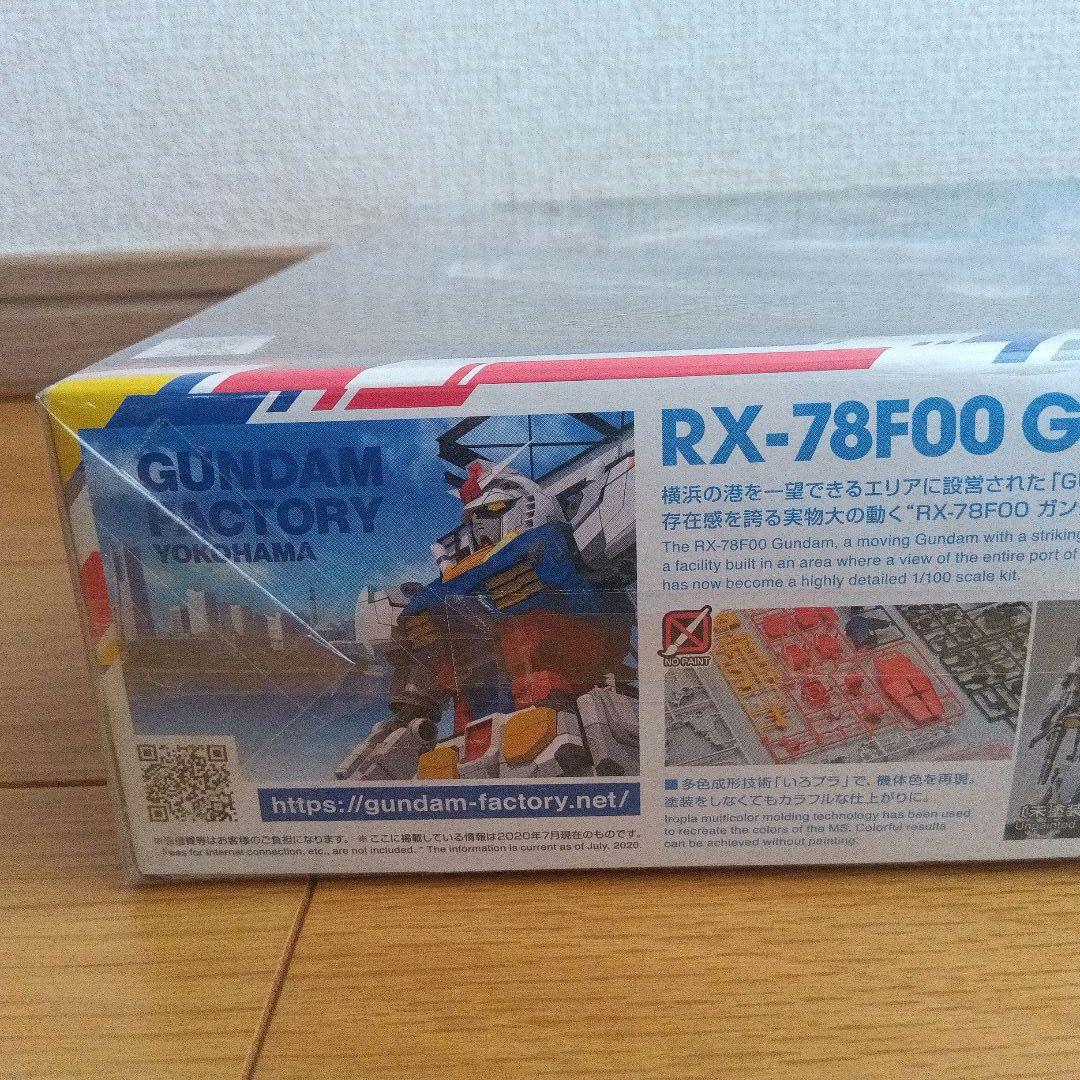 GUNDAM
FACTORY
YOKOHAMA
https://gundam-factory.net/
はお客様のご負担になります。※ここに掲載している情報は2020年7月現在のものです。
for internet connection, etc., are not included. * The information is current as of July, 2020.
RX-78F00 G
横浜の港を一望できるエリアに設営された「G
存在感を誇る実物大の動く“RX-78F00 ガン
The RX-78F00 Gundam, a moving Gundam with a striking
a facility built in an area where a view of the entire port of
has now become a highly detailed 1/100 scale kit.
NO PAINT
■多色成形技術「いろプラ」で、機体色を再現。
塗装をしなくてもカラフルな仕上がりに。
Iropla multicolor molding technology has been used
to recreate the colors of the MS. Colorful results
can be achieved without painting.